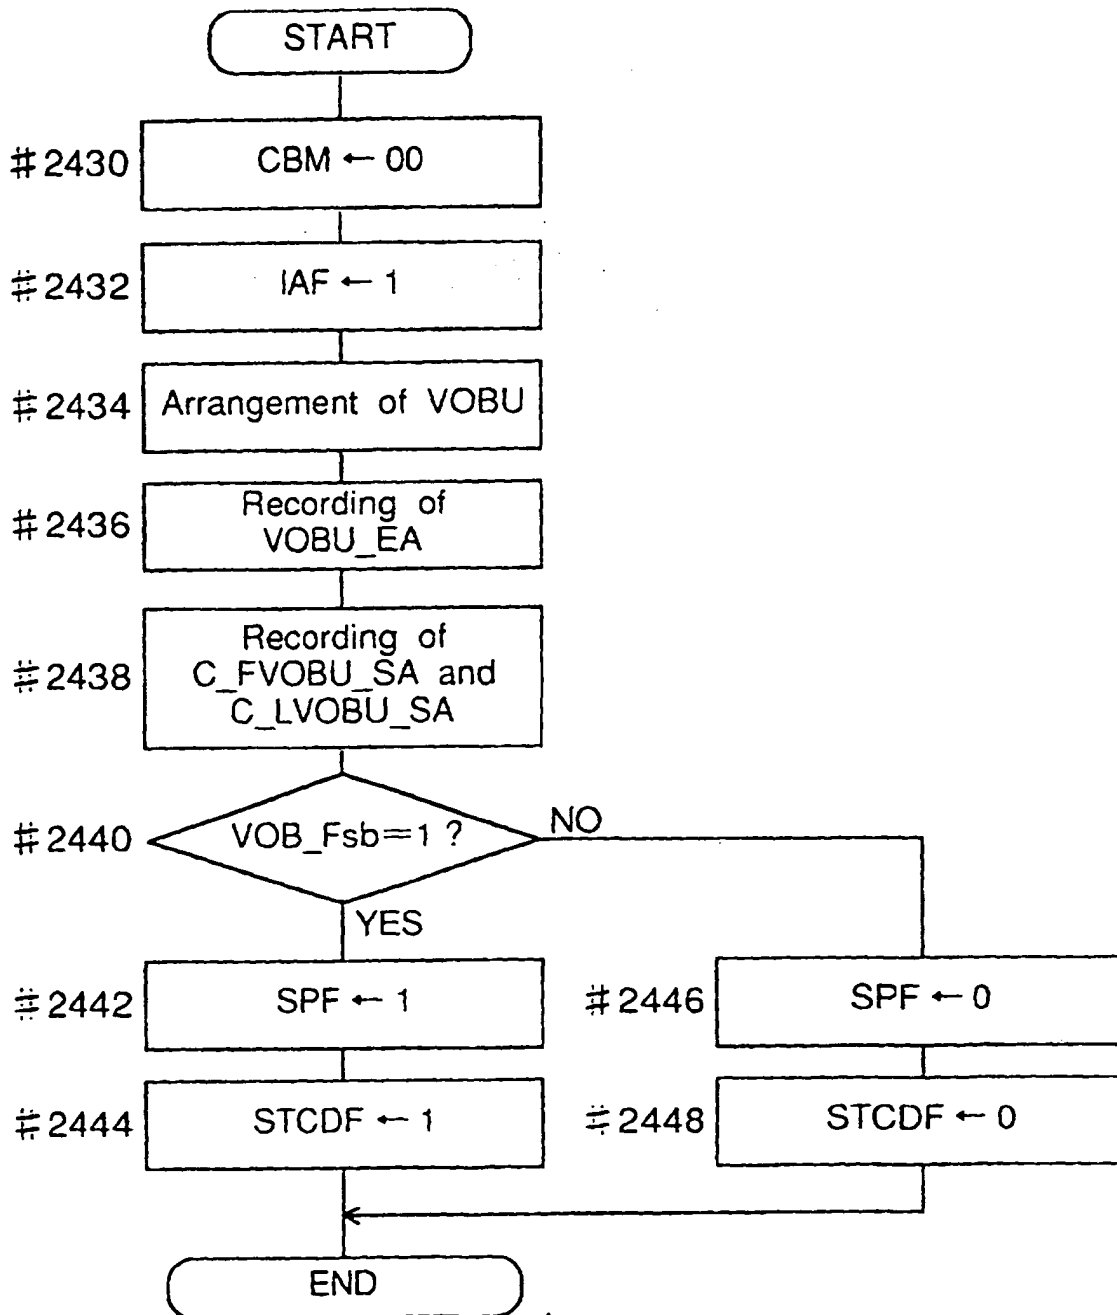 START
#2430 CBM ← 00
#2432 IAF ← 1
#2434 Arrangement of VOBU
#2436 Recording of
VOBU_EA
#2438 Recording of
C_FVOBU_SA and
C_LVOBU_SA
#2440 VOB_Fsb=1 ? NO
YES
#2442 SPF ← 1
#2446 SPF ← 0
#2444 STCDF ← 1
#2448 STCDF ← 0
END